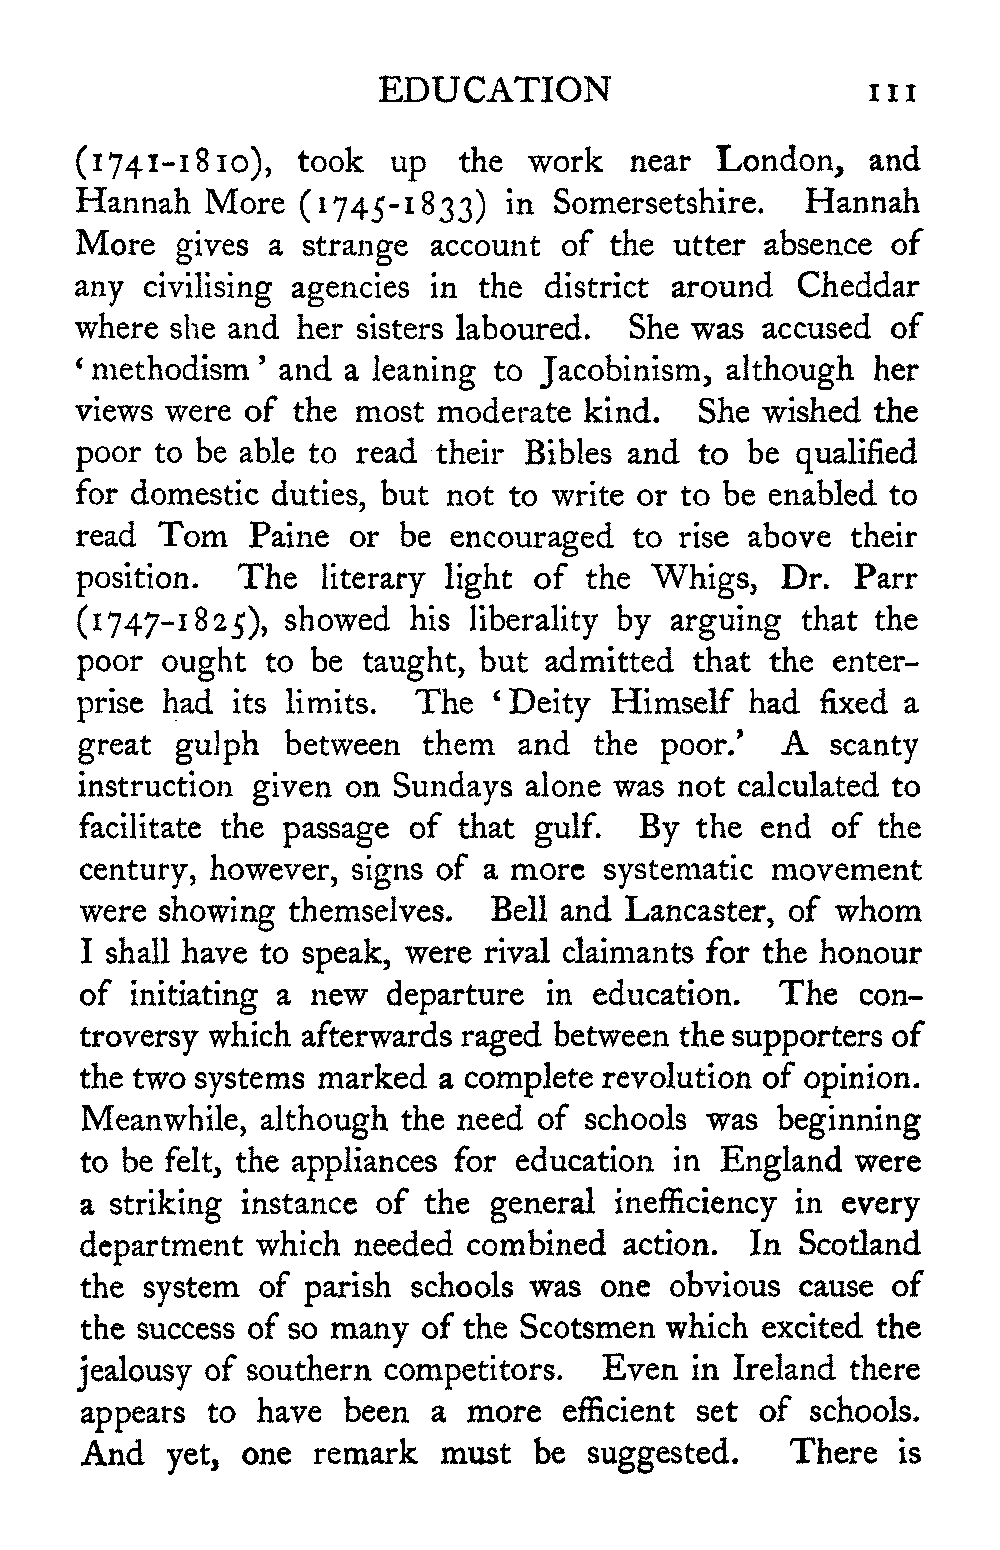 EDUCATION 111
(1741-1810), took up the work near London, and
Hannah More (1745-1833) in Somersetshire. Hannah
More gives a strange account of the utter absence of
any civilising agencies in the district around Cheddar
where she and her sisters laboured. She was accused of
‘methodism’ and a leaning to Jacobinism, although her
views were of the most moderate kind. She wished the
poor to be able to read their Bibles and to be qualified
for domestic duties, but not to write or to be enabled to
read Tom Paine or be encouraged to rise above their
position. The literary light of the Whigs, Dr. Parr
(1747-1825), showed his liberality by arguing that the
poor ought to be taught, but admitted that the enter-
prise had its limits. The ‘Deity Himself had fixed a
great gulph between them and the poor.’ A scanty
instruction given on Sundays alone was not calculated to
facilitate the passage of that gulf. By the end of the
century, however, signs of a more systematic movement
were showing themselves. Bell and Lancaster, of whom
I shall have to speak, were rival claimants for the honour
of initiating a new departure in education. The con-
troversy which afterwards raged between the supporters of
the two systems marked a complete revolution of opinion.
Meanwhile, although the need of schools was beginning
to be felt, the appliances for education in England were
a striking instance of the general inefficiency in every
department which needed combined action. In Scotland
the system of parish schools was one obvious cause of
the success of so many of the Scotsmen which excited the
jealousy of southern competitors. Even in Ireland there
appears to have been a more efficient set of schools.
And yet, one remark must be suggested. There is